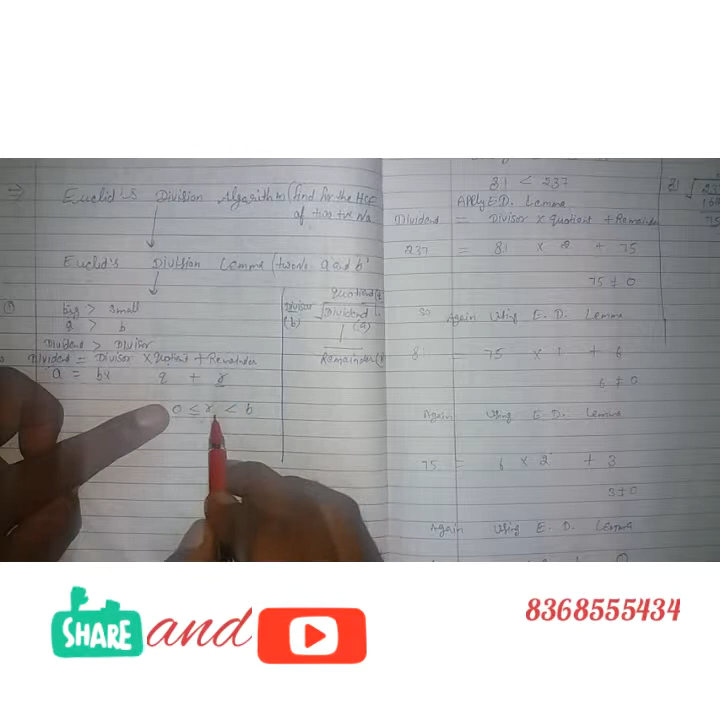 ⇒ Euclid's Division Algorithm (find for the HCF
of two +ve No
Euclid's Division Lemma (two no. a and b)
big > small
a > b
Dividend > Divisor
Dividend = Divisor X Quotient + Remainder
a = bx q + r
0 ≤ r < b
Quotient (q
Divisor
(b)
Dividend
(a)
Remainder (r
81 < 237
Apply E.D. Lemma
Dividend = Divisor X Quotient + Remainder
237 = 81 x 2 + 75
75 ≠ 0
So Again Using E. D. Lemma
81 = 75 x 1 + 6
6 ≠ 0
Again Using E. D. Lemma
75 = 6 x 2 + 3
3 ≠ 0
Again Using E. D. Lemma
81
SHARE and
8368555434